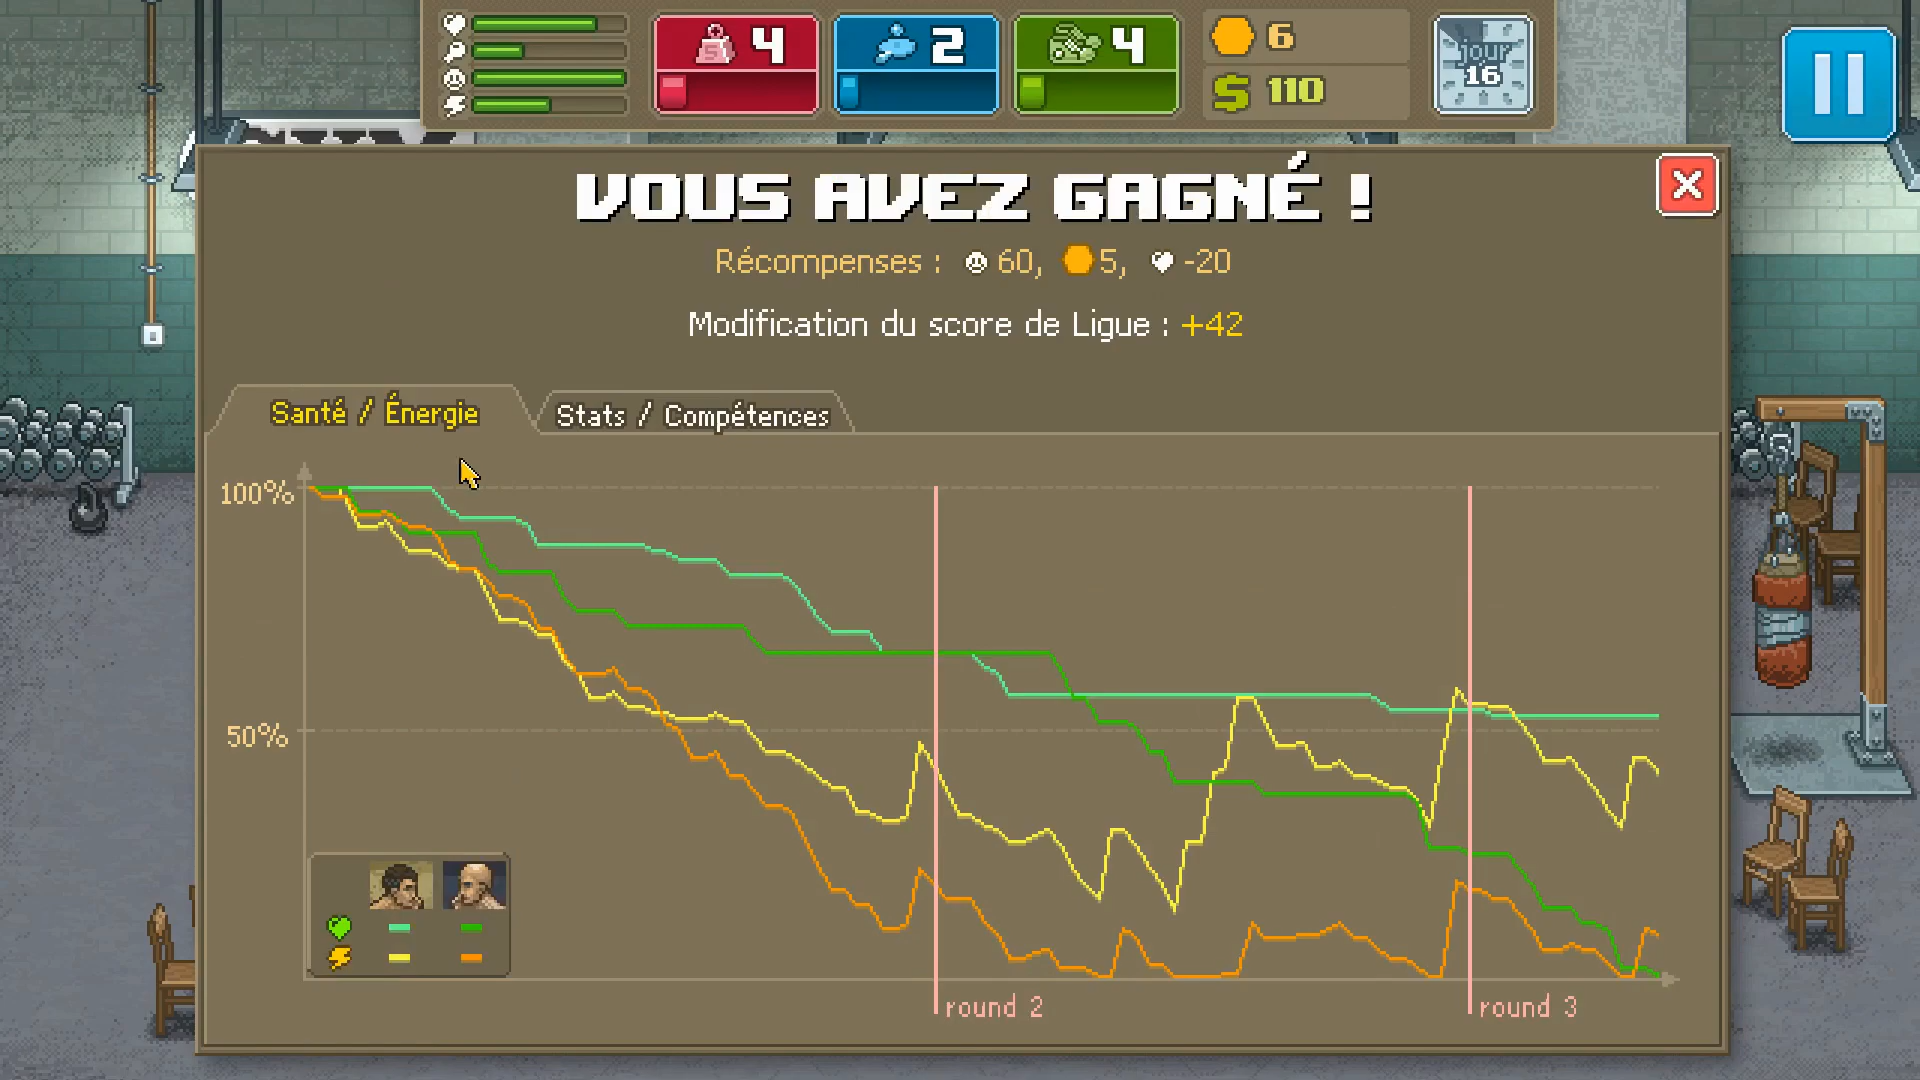 4
2
4
6
110
jour
16
VOUS AVEZ GAGNÉ !
Récompenses : 60, 5, -20
Modification du score de Ligue : +42
Santé / Énergie
Stats / Compétences
100%
50%
round 2
round 3